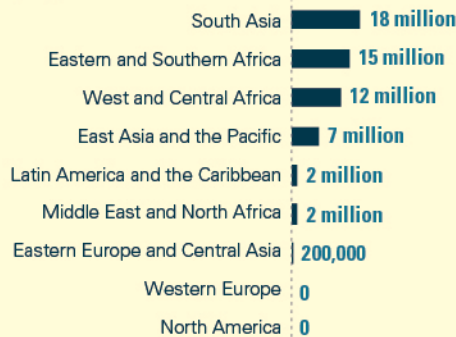 South Asia 18 million
Eastern and Southern Africa 15 million
West and Central Africa 12 million
East Asia and the Pacific 7 million
Latin America and the Caribbean 2 million
Middle East and North Africa 2 million
Eastern Europe and Central Asia 200,000
Western Europe 0
North America 0